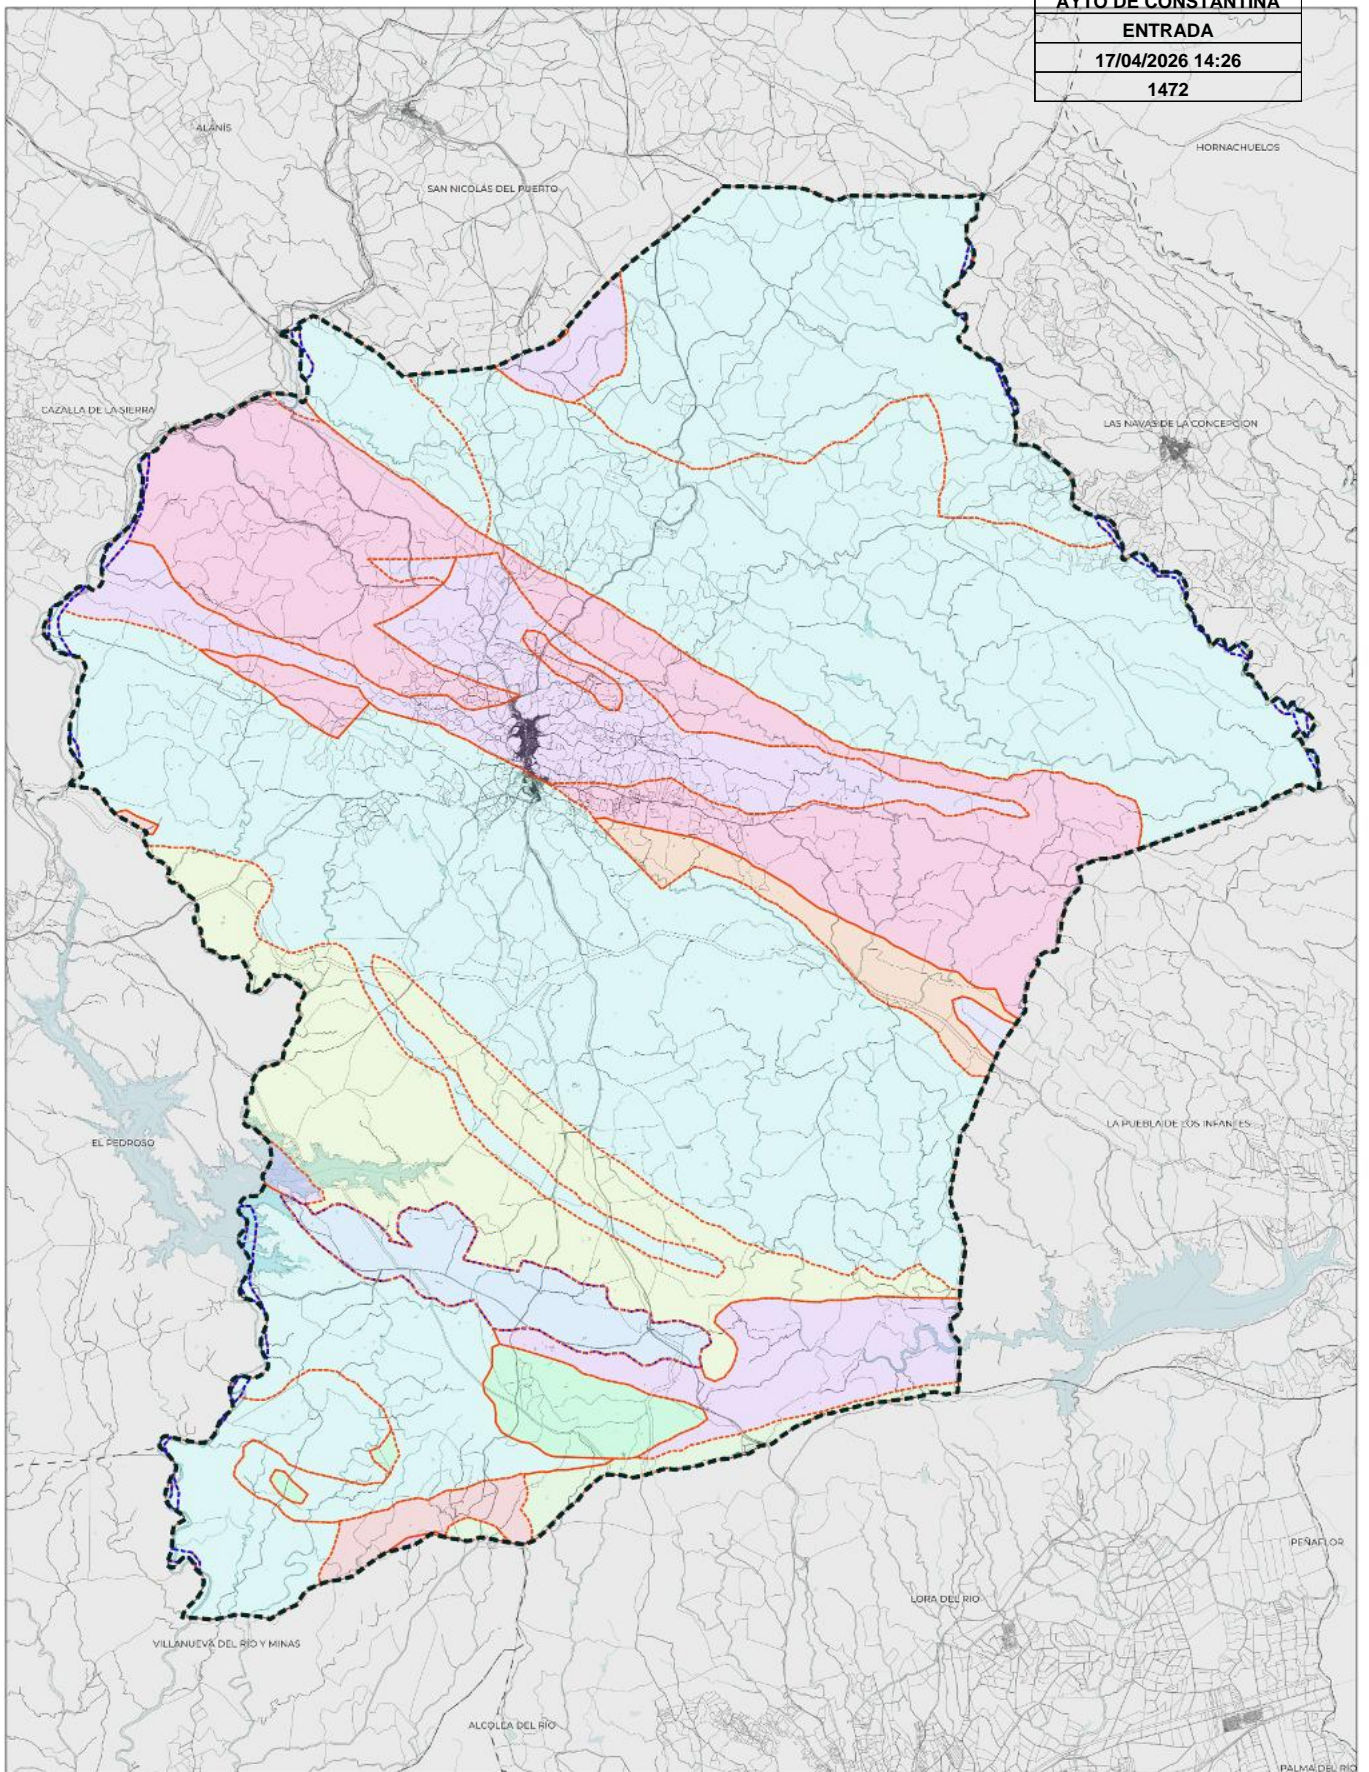 AYTO DE CONSTANTINA
ENTRADA
17/04/2026 14:26
1472
ALANÍS
HORNACHUELOS
SAN NICOLÁS DEL PUERTO
CAZALLA DE LA SIERRA
LAS NAVAS DE LA CONCEPCIÓN
LA PUEBLA DE LOS INFANTES
EL PEDROSO
PEÑAFLOR
LORA DEL RÍO
VILLANUEVA DEL RÍO Y MINAS
ALCOLEA DEL RÍO
PALMA DEL RÍO